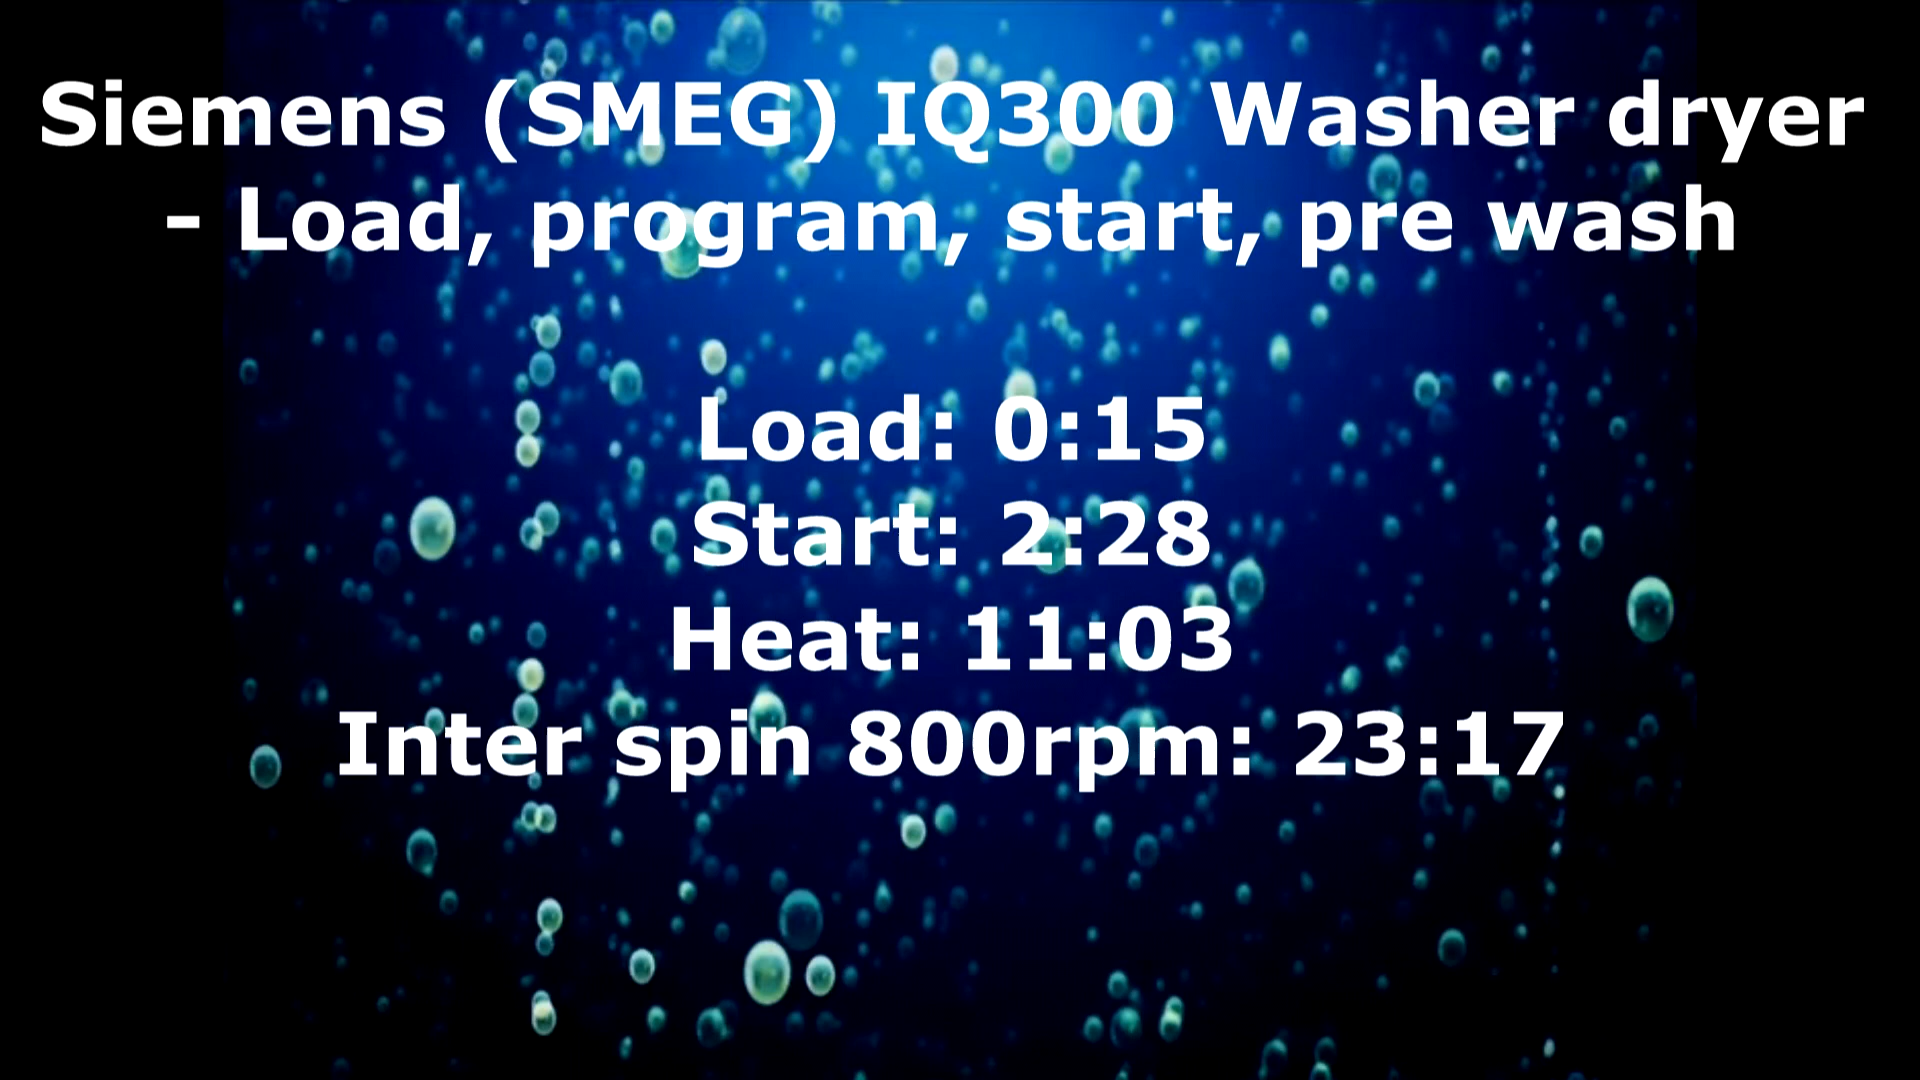 Siemens (SMEG) IQ300 Washer dryer
- Load, program, start, pre wash
Load: 0:15
Start: 2:28
Heat: 11:03
Inter spin 800rpm: 23:17